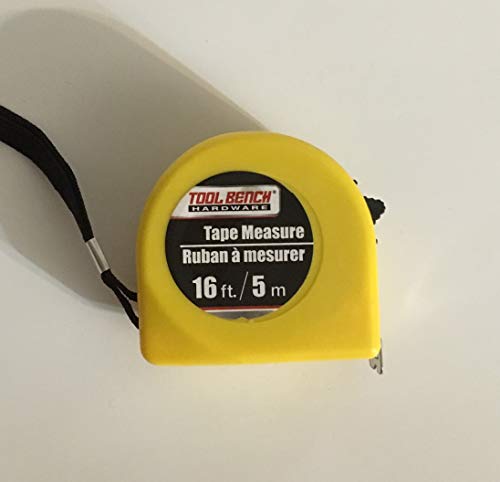 TOOL BENCH®
HARDWARE
Tape Measure
Ruban à mesurer
16 ft. / 5 m